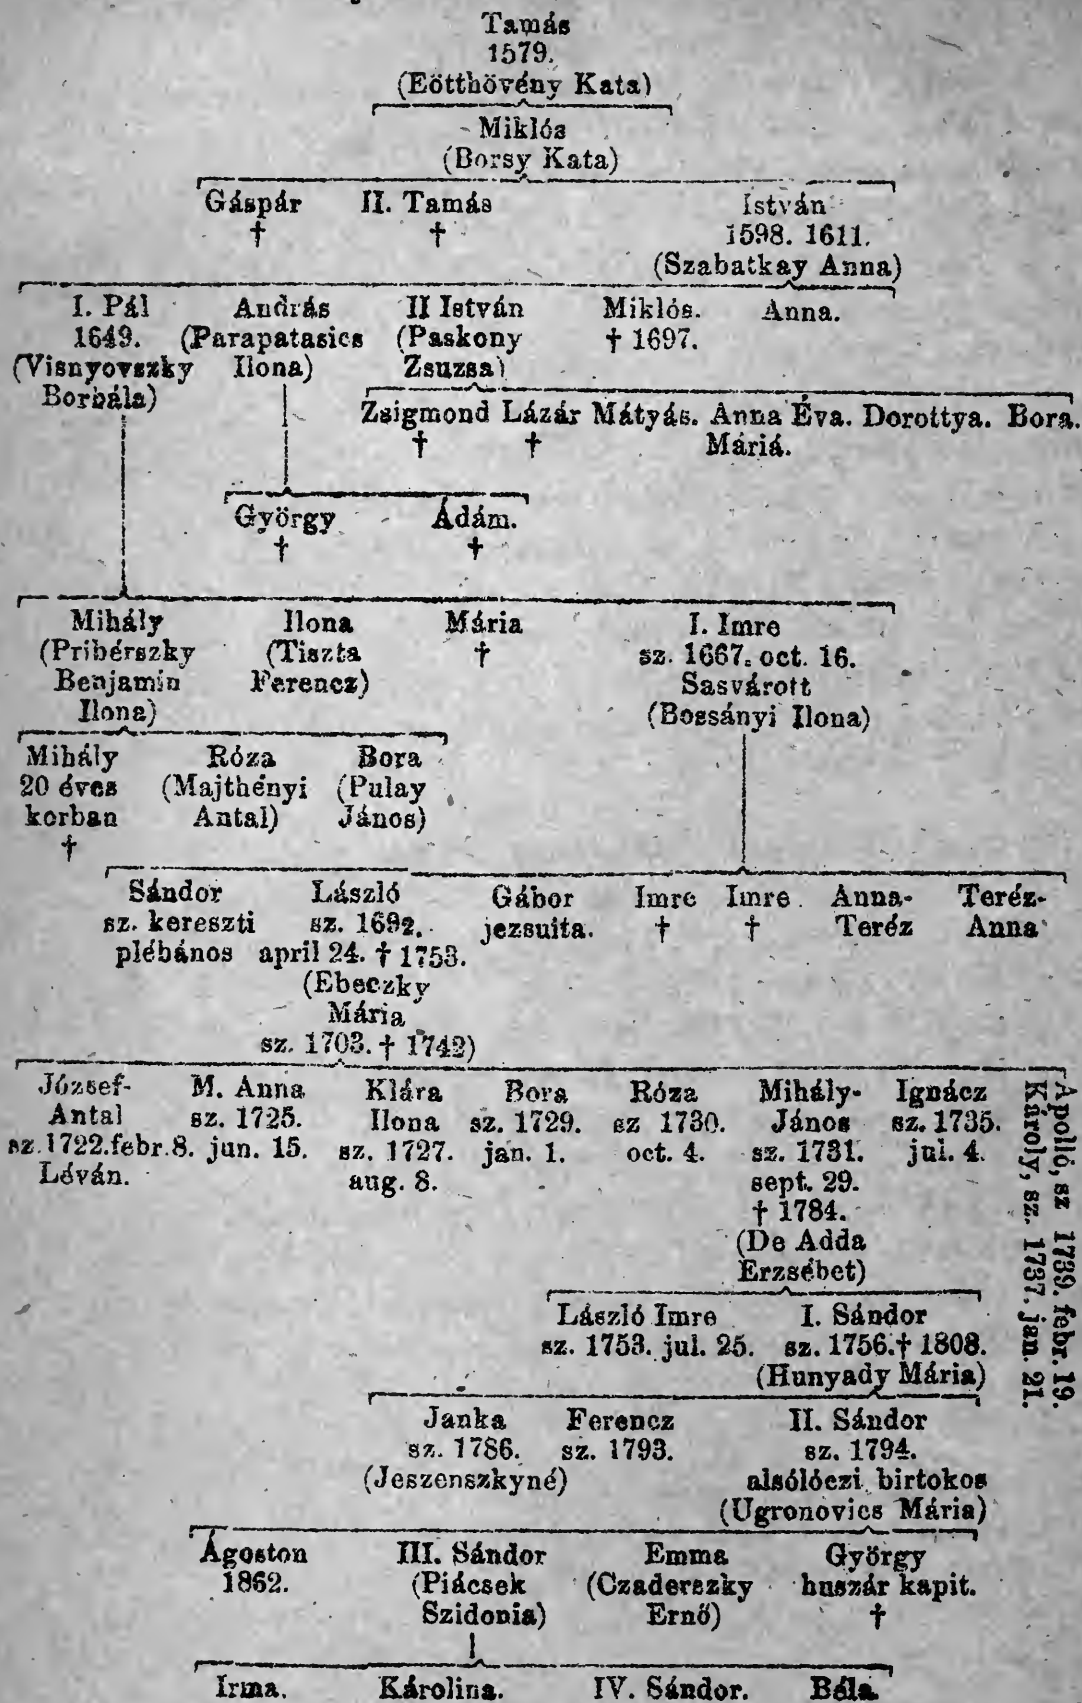 Tamás
1579.
(Eötthövény Kata)
Miklós
(Borsy Kata)
Gáspár II. Tamás István
† † 1598. 1611.
(Szabatkay Anna)
I. Pál András II István Miklós. Anna.
1649. (Parapatasics (Paskony † 1697.
(Visnyovszky Ilona) Zsuzsa)
Borbála)
Zsigmond Lázár Mátyás. Anna Éva. Dorottya. Bora.
† † Máriá.
György Ádám.
† †
Mihály Ilona Mária I. Imre
(Pribérszky (Tiszta † sz. 1667. oct. 16.
Benjamin Ferencz) Sasvárott
Ilona) (Bossányi Ilona)
Mihály Róza Bora
20 éves (Majthényi (Pulay
korban Antal) János)
†
Sándor László Gábor Imre Imre Anna- Teréz-
sz. kereszti sz. 1692. jezsuita. † † Teréz Anna
plébános april 24. † 1753.
(Ebeczky
Mária
sz. 1703. † 1742)
József- M. Anna Klára Bora Róza Mihály- Ignácz
Antal sz. 1725. Ilona sz. 1729. sz 1730. János sz. 1735.
sz. 1722. febr. 8. jun. 15. sz. 1727. jan. 1. oct. 4. sz. 1731. jul. 4.
Léván. aug. 8. sept. 29.
† 1784.
(De Adda
Erzsébet)
Apolló, sz 1739. febr. 19.
Károly, sz. 1737. jan. 21.
László Imre I. Sándor
sz. 1753. jul. 25. sz. 1756. † 1808.
(Hunyady Mária)
Janka Ferencz II. Sándor
sz. 1786. sz. 1793. sz. 1794.
(Jeszenszkyné) alsólóczi birtokos
(Ugronovics Mária)
Ágoston III. Sándor Emma György
1862. (Piácsek (Czaderszky huszár kapit.
Szidonia) Ernő) †
Irma. Károlina. IV. Sándor. Béla